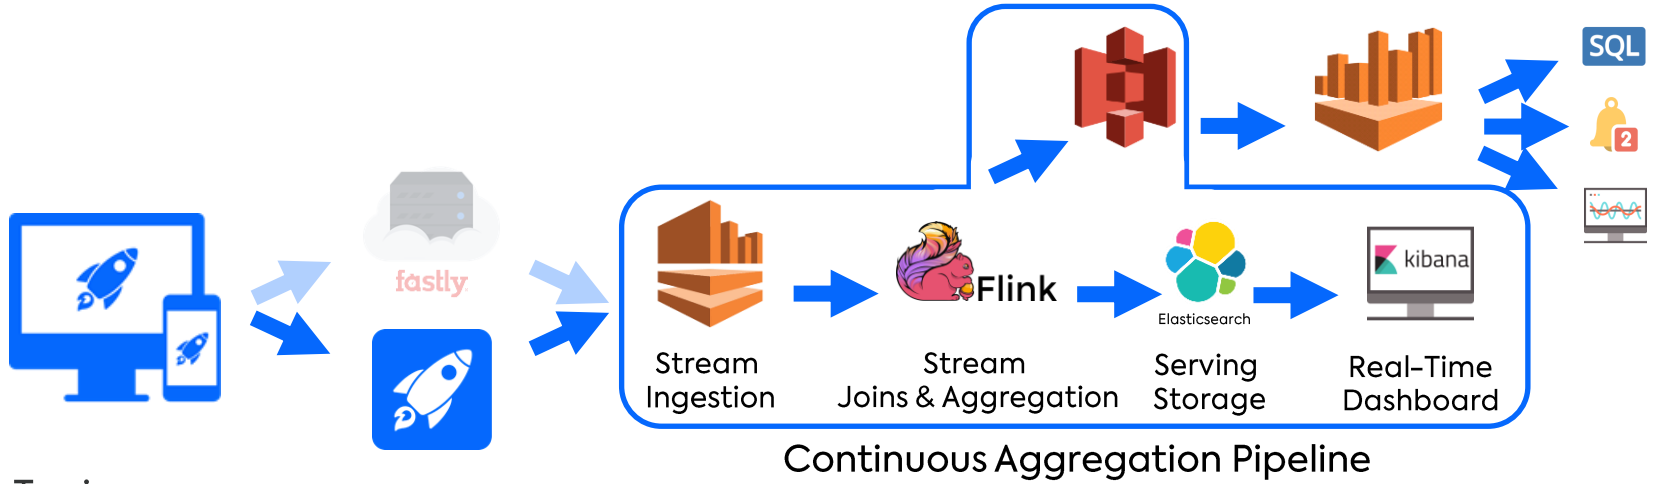 SQL
2
fastly
Flink
Elasticsearch
kibana
Stream
Ingestion
Stream
Joins & Aggregation
Serving
Storage
Real-Time
Dashboard
Continuous Aggregation Pipeline